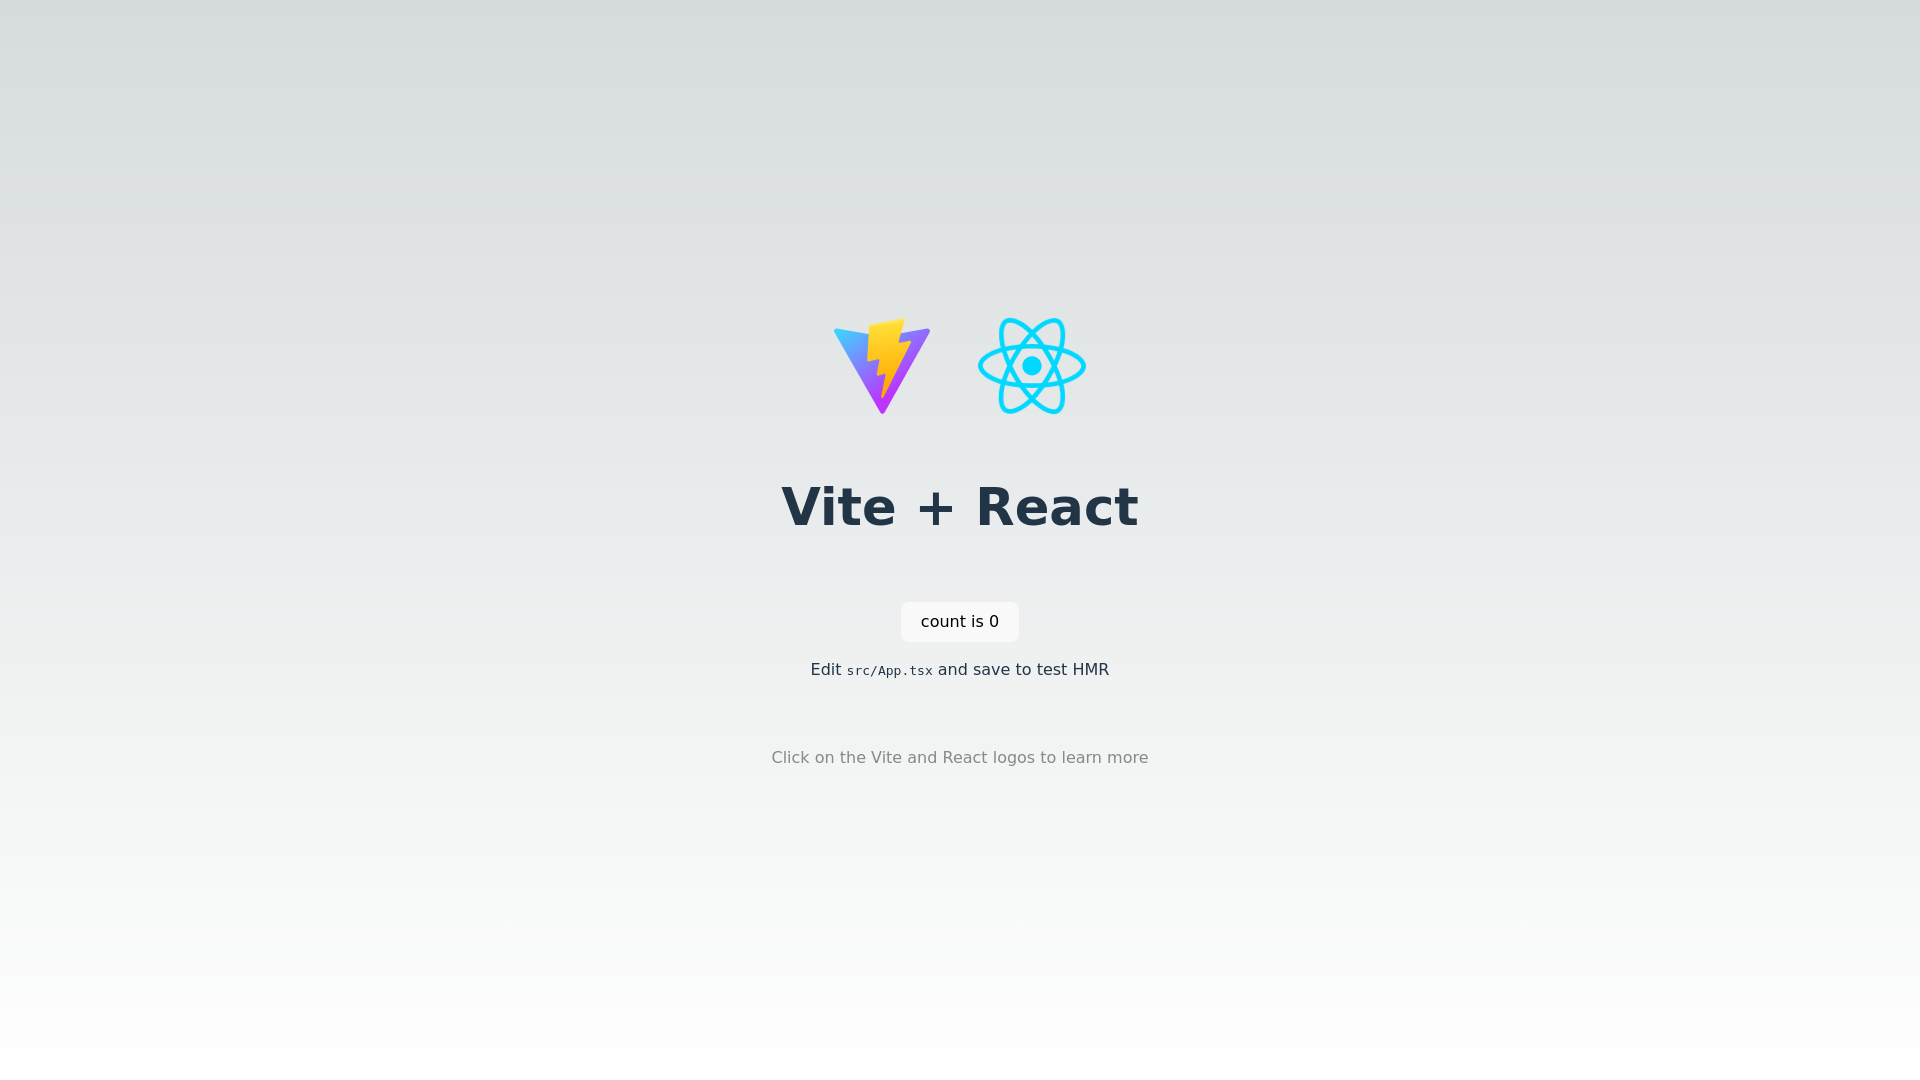 Vite + React
count is 0
Edit src/App.tsx and save to test HMR
Click on the Vite and React logos to learn more